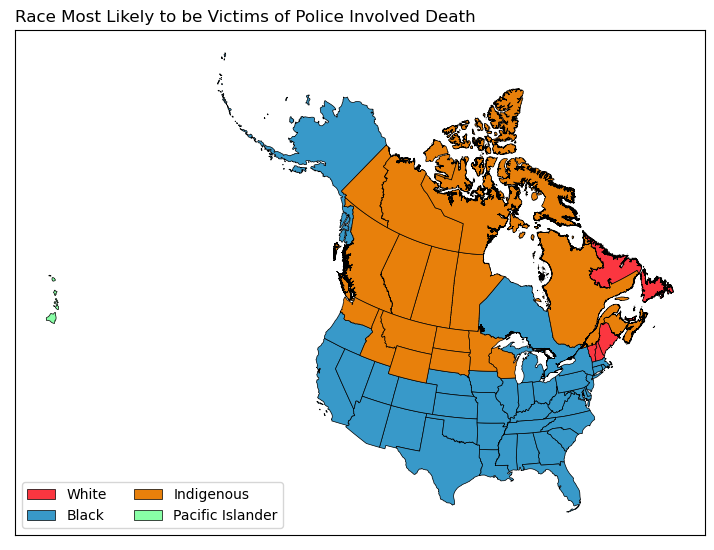 Race Most Likely to be Victims of Police Involved Death
White
Black
Indigenous
Pacific Islander